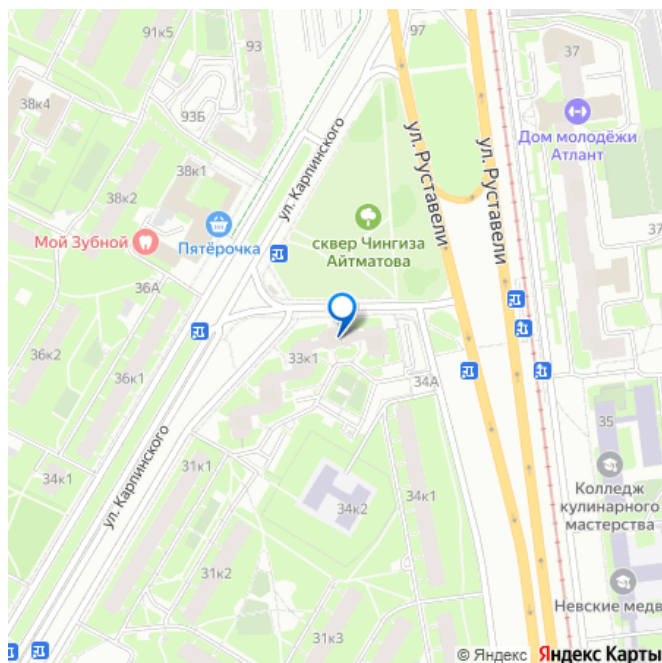 91к5
93
97
37
38к4
93Б
ул. Карпинского
ул. Руставели
ул. Руставели
Дом молодёжи
Атлант
38к1
38к2
Мой Зубной
Пятёрочка
сквер Чингиза
Айтматова
37
36А
36к2
36к1
33к1
34А
35
ул. Карпинского
31к1
34к1
34к2
34к1
Колледж
кулинарного
мастерства
31к2
31к3
Невские медв
© Яндекс Яндекс Карты